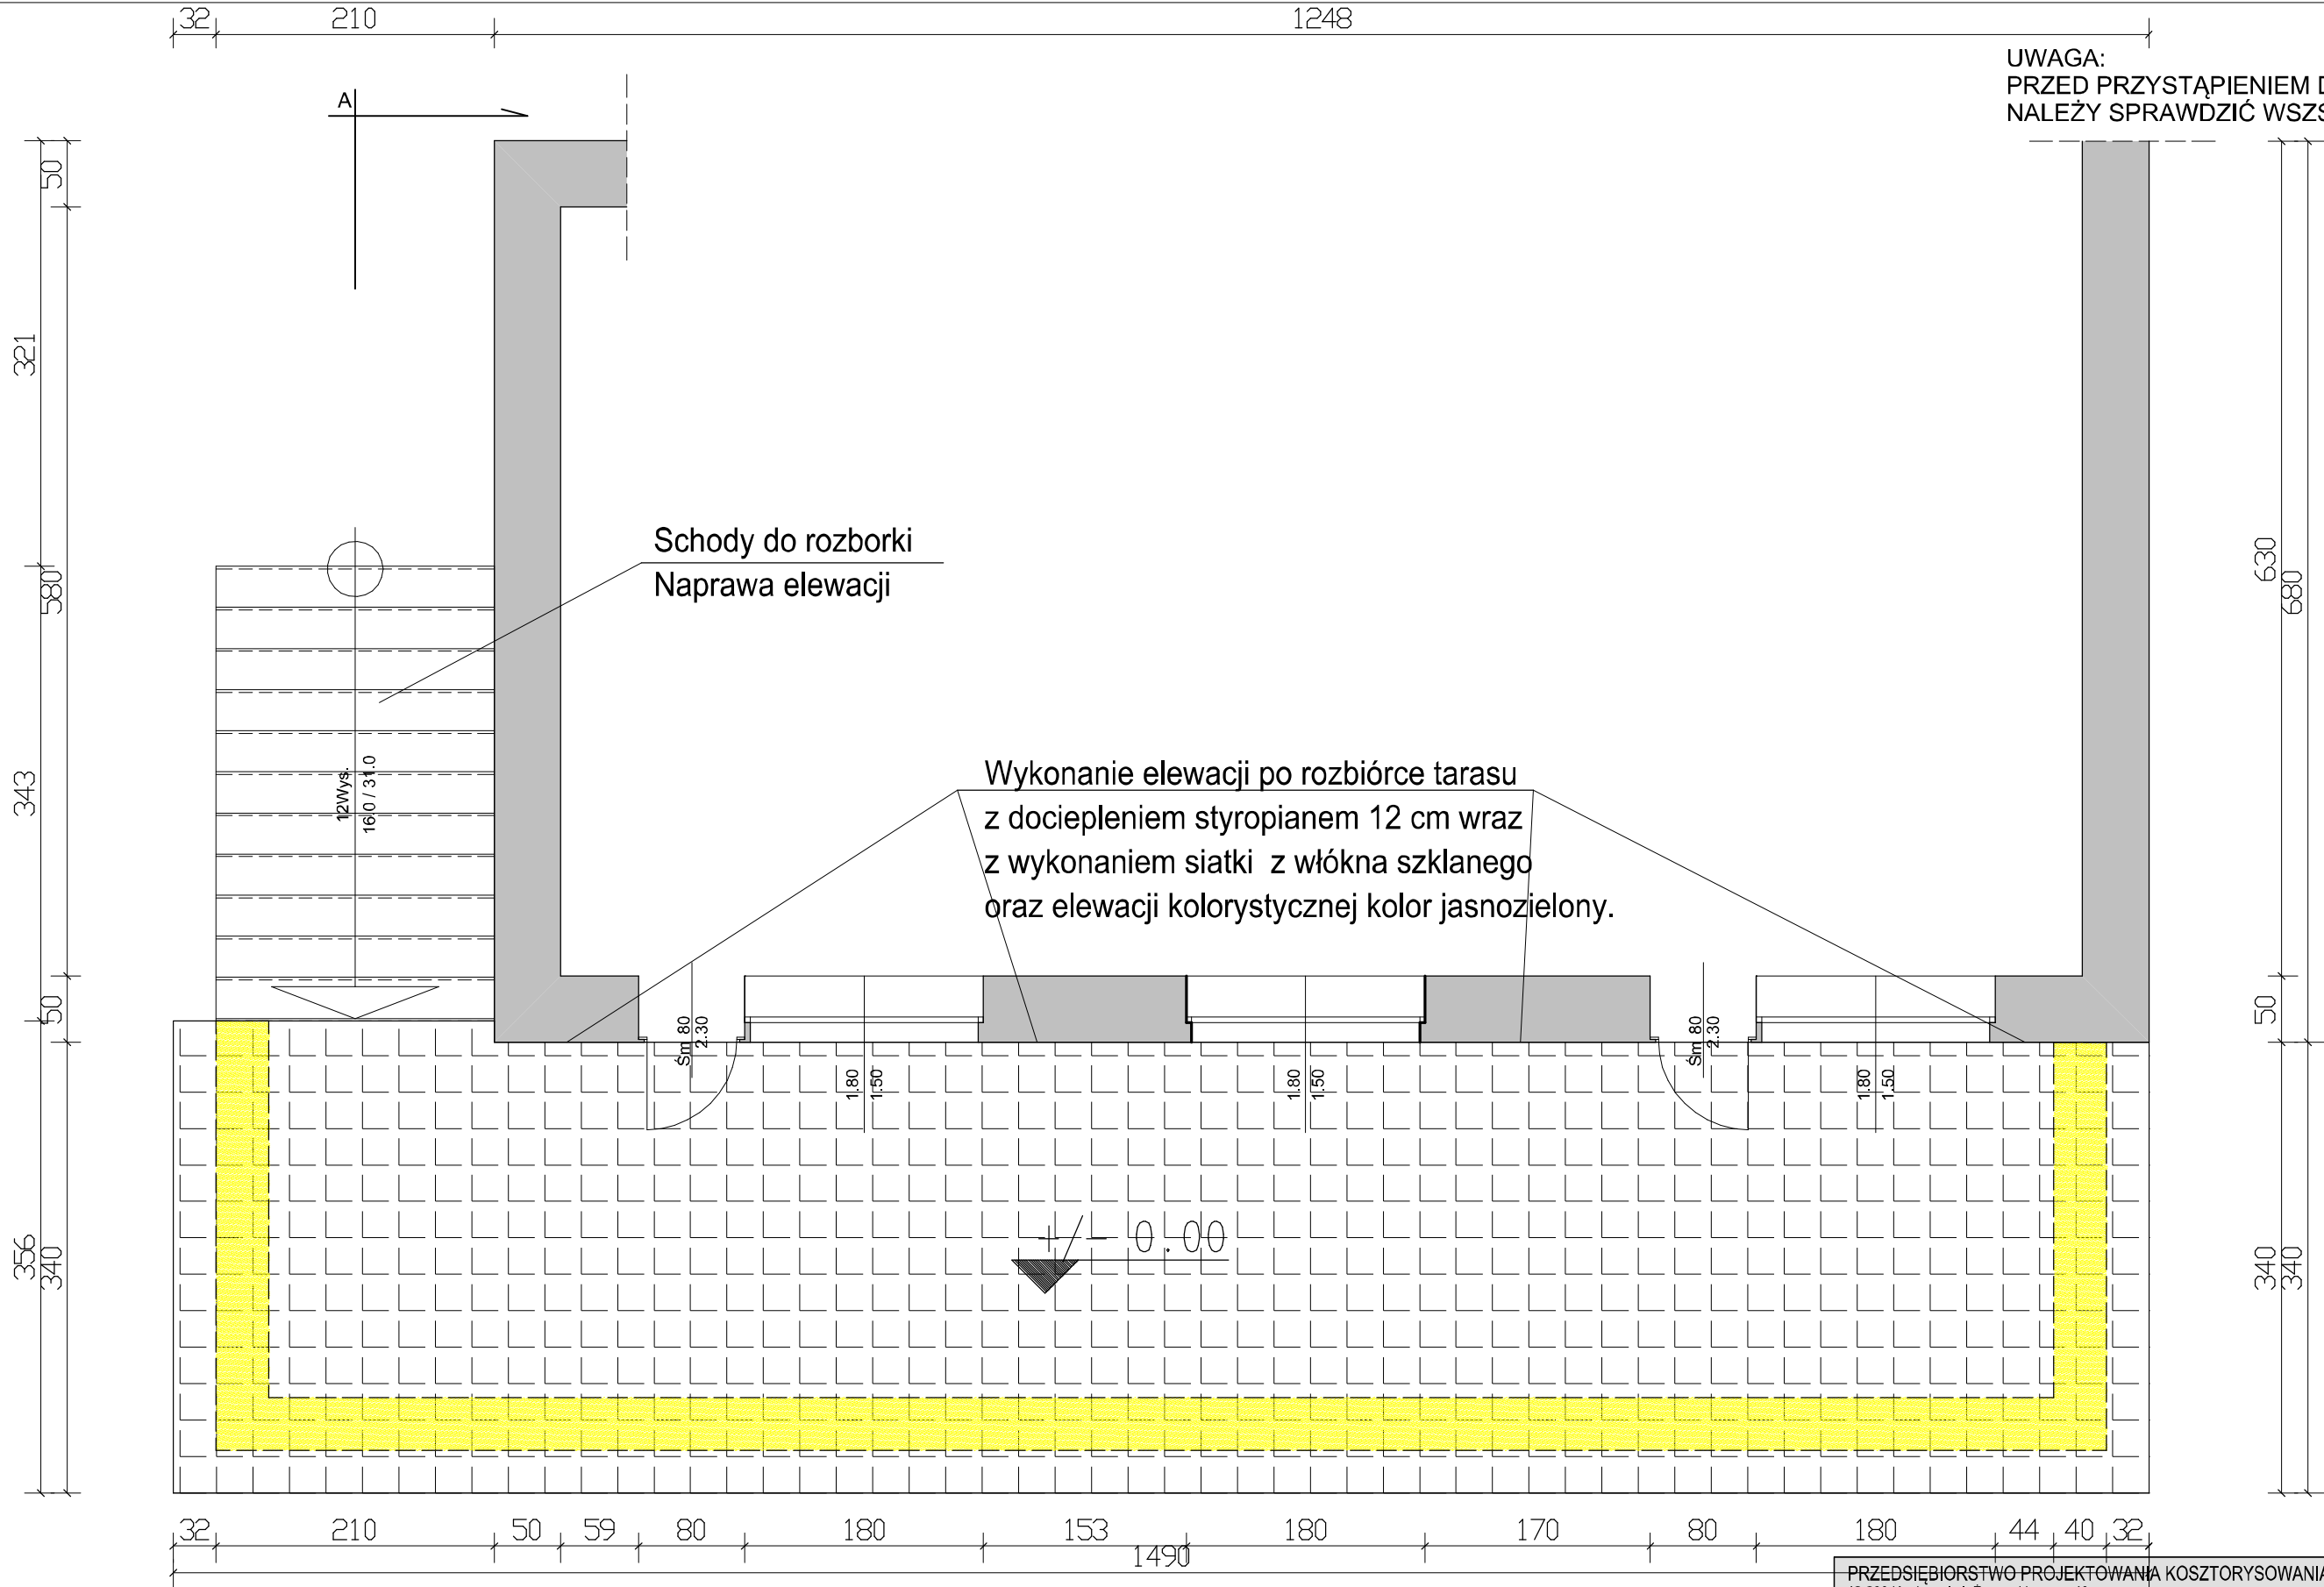 32 210 1248
UWAGA:
PRZED PRZYSTĄPIENIEM
NALEŻY SPRAWDZIĆ
A
50
321
580
343
50
356
340
630
680
50
340
340
Schody do rozborki
Naprawa elewacji
12Wys.
16.0 / 31.0
Wykonanie elewacji po rozbiórce tarasu
z dociepleniem styropianem 12 cm wraz
z wykonaniem siatki z włókna szklanego
oraz elewacji kolorystycznej kolor jasnozielony.
Śm 80
2.30
1.80
1.50
1.80
1.50
Śm 80
2.30
1.80
1.50
+ - 0.00
32 210 50 59 80 180 153 180 170 80 180 44 40 32
1490
PRZEDSIĘBIORSTWO PROJEKTOWANIA KOSZTORYSOWANIA